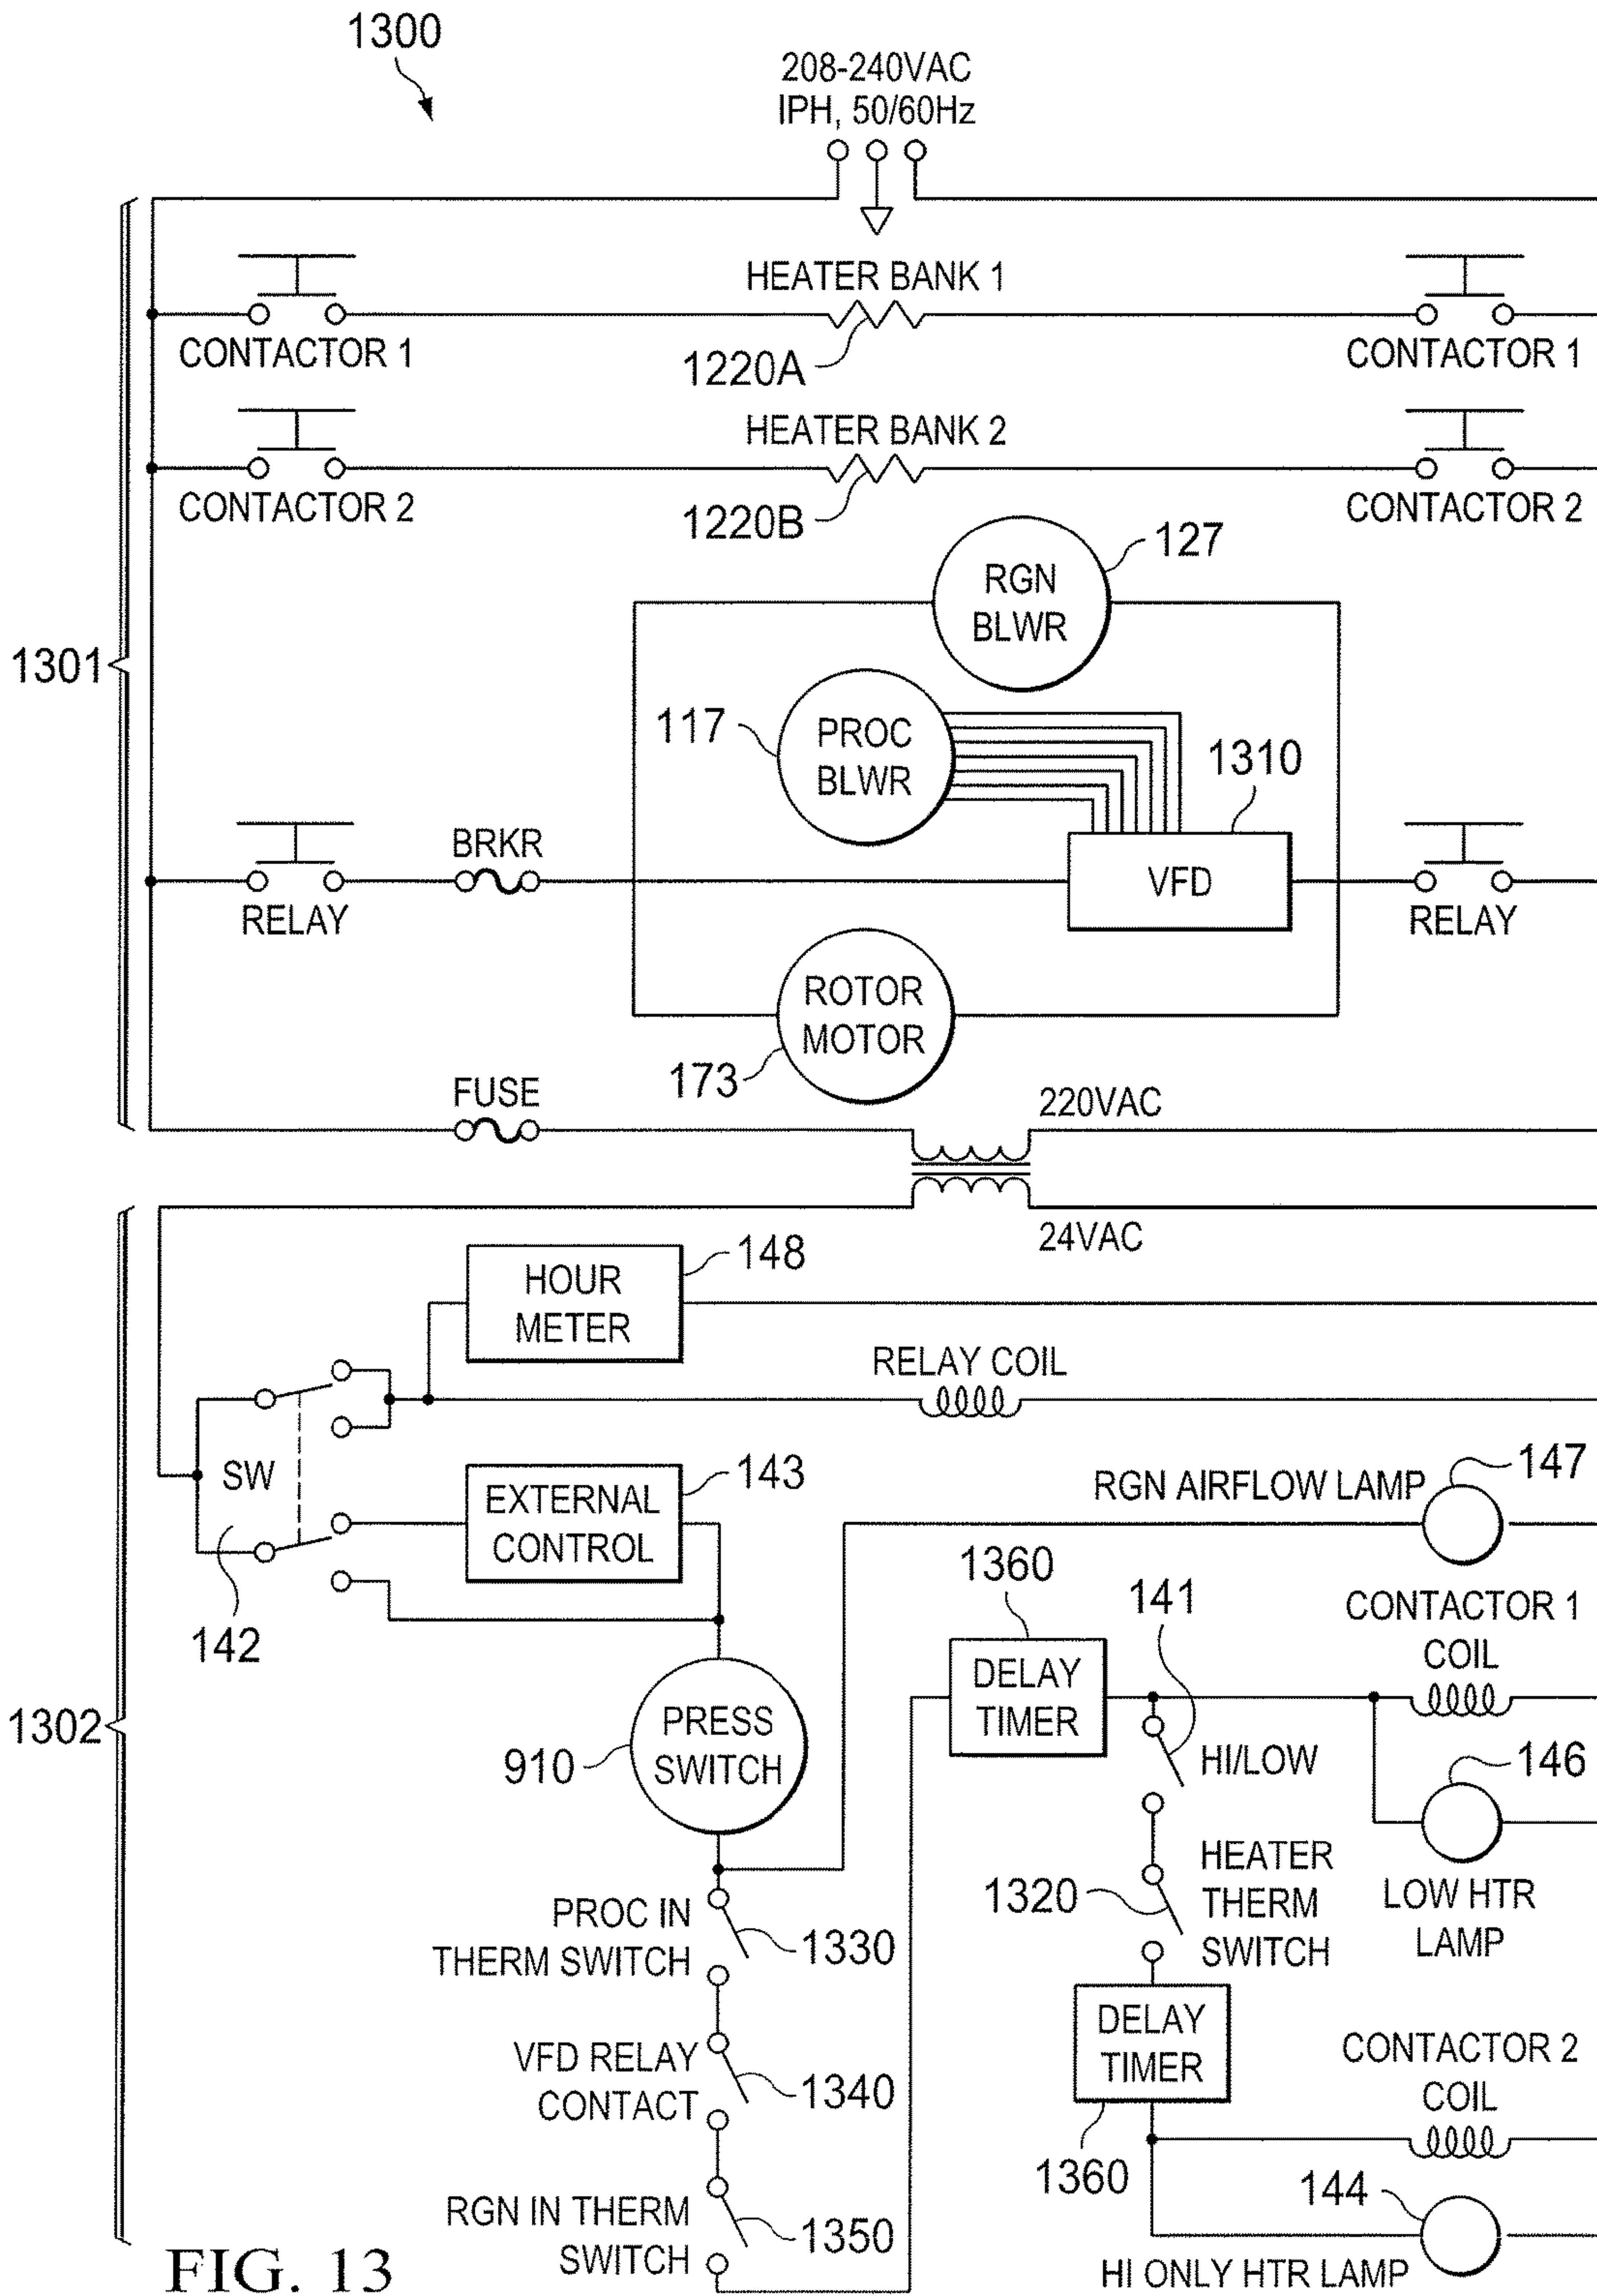 1300
208-240VAC
IPH, 50/60Hz
HEATER BANK 1
CONTACTOR 1
1220A
CONTACTOR 1
HEATER BANK 2
CONTACTOR 2
1220B
CONTACTOR 2
127
RGN
BLWR
1301
117
PROC
BLWR
1310
BRKR
VFD
RELAY
RELAY
ROTOR
MOTOR
173
FUSE
220VAC
24VAC
148
HOUR
METER
RELAY COIL
SW
143
EXTERNAL
CONTROL
142
RGN AIRFLOW LAMP
147
1360
DELAY
TIMER
141
CONTACTOR 1
COIL
1302
910
PRESS
SWITCH
HI/LOW
146
LOW HTR
LAMP
1320
HEATER
THERM
SWITCH
PROC IN
THERM SWITCH
1330
DELAY
TIMER
1360
VFD RELAY
CONTACT
1340
CONTACTOR 2
COIL
RGN IN THERM
SWITCH
1350
144
HI ONLY HTR LAMP
FIG. 13